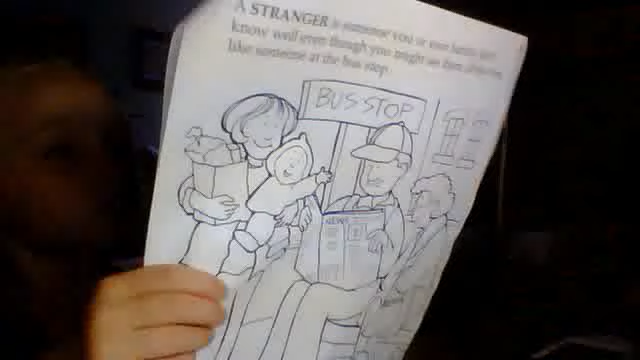 A STRANGER is someone you or your family don't
know well even though you might see them often
like someone at the bus stop.
BUS STOP
NEWS